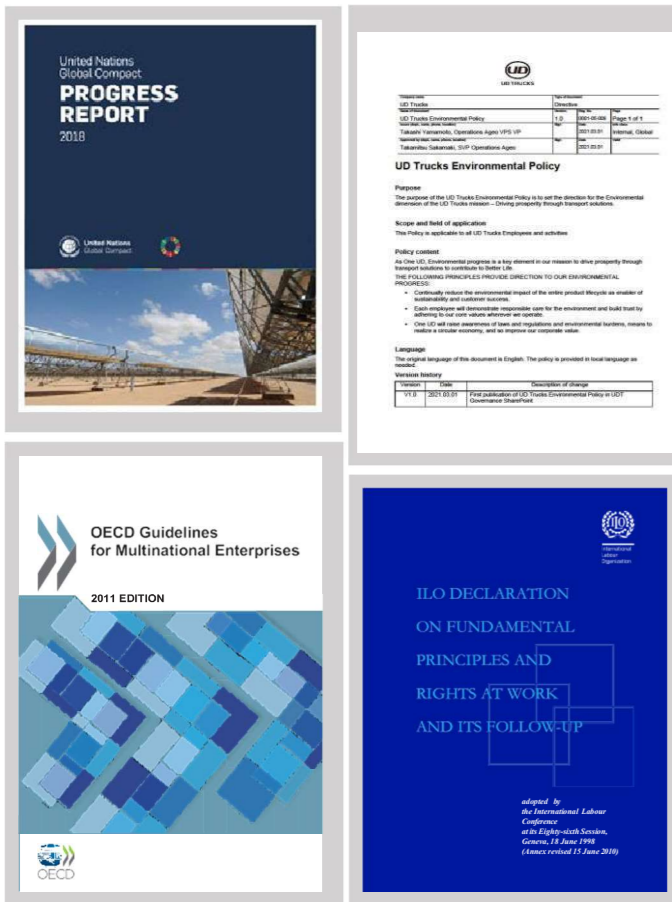 United Nations
Global Compact
PROGRESS
REPORT
2018
United Nations
Global Compact
UD
UD TRUCKS
Company name
Type of document
UD Trucks
Directive
Name of document
UD Trucks Environmental Policy
1.0
0001-05-006
Page 1 of 1
Takashi Yamamoto, Operations Ageo VPS VP
2021.03.01
Internal, Global
Takamitsu Sakamaki, SVP Operations Ageo
2021.03.01
UD Trucks Environmental Policy
Purpose
The purpose of the UD Trucks Environmental Policy is to set the direction for the Environmental
dimension of the UD Trucks mission – Driving prosperity through transport solutions.
Scope and field of application
This Policy is applicable to all UD Trucks Employees and activities
Policy content
As One UD, Environmental progress is a key element in our mission to drive prosperity through
transport solutions to contribute to Better Life.
THE FOLLOWING PRINCIPLES PROVIDE DIRECTION TO OUR ENVIRONMENTAL
PROGRESS:
• Continually reduce the environmental impact of the entire product lifecycle as enabler of
sustainability and customer success.
• Each employee will demonstrate responsible care for the environment and build trust by
adhering to our core values wherever we operate.
• One UD will raise awareness of laws and regulations and environmental burdens, means to
realize a circular economy, and so improve our corporate value.
Language
The original language of this document is English. The policy is provided in local language as
needed.
Version history
Version
Date
Description of change
V1.0
2021.03.01
First publication of UD Trucks Environmental Policy in UDT
Governance SharePoint
OECD Guidelines
for Multinational Enterprises
2011 EDITION
OECD
International
Labour
Organization
ILO DECLARATION
ON FUNDAMENTAL
PRINCIPLES AND
RIGHTS AT WORK
AND ITS FOLLOW-UP
adopted by
the International Labour
Conference
at its Eighty-sixth Session,
Geneva, 18 June 1998
(Annex revised 15 June 2010)